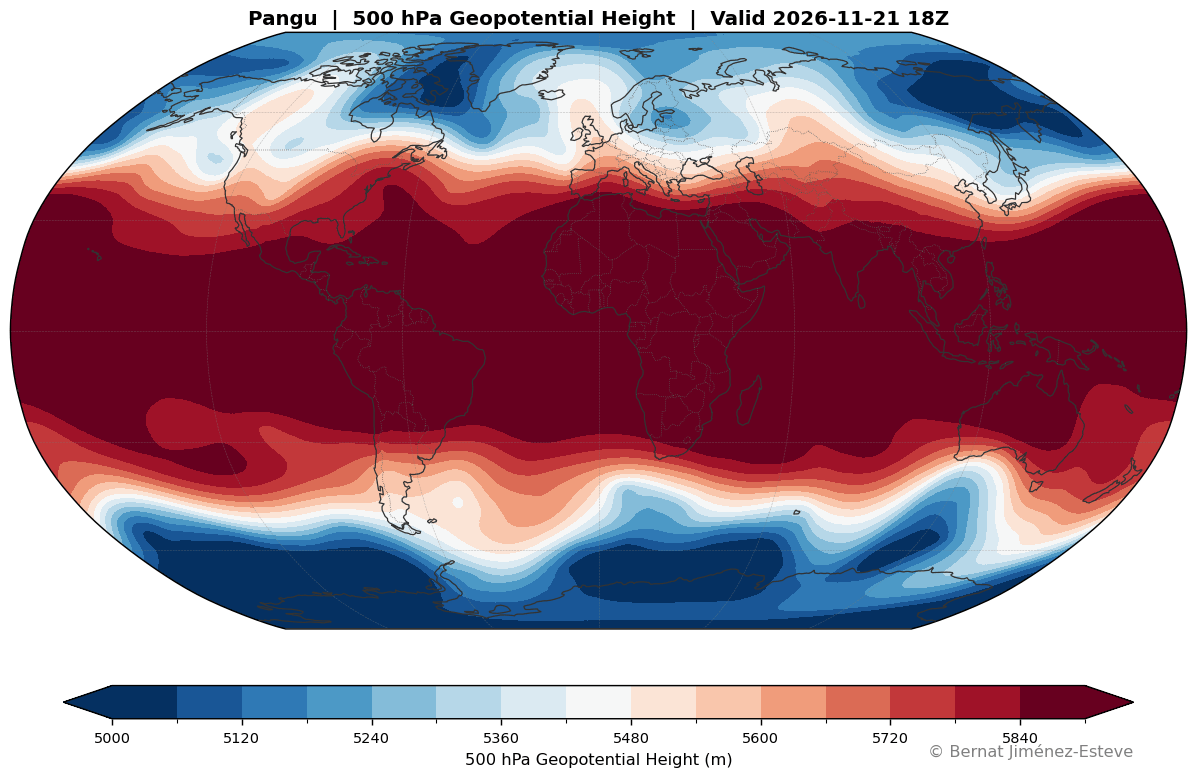 Pangu | 500 hPa Geopotential Height | Valid 2026-11-21 18Z
5000 5120 5240 5360 5480 5600 5720 5840
500 hPa Geopotential Height (m)
© Bernat Jiménez-Esteve